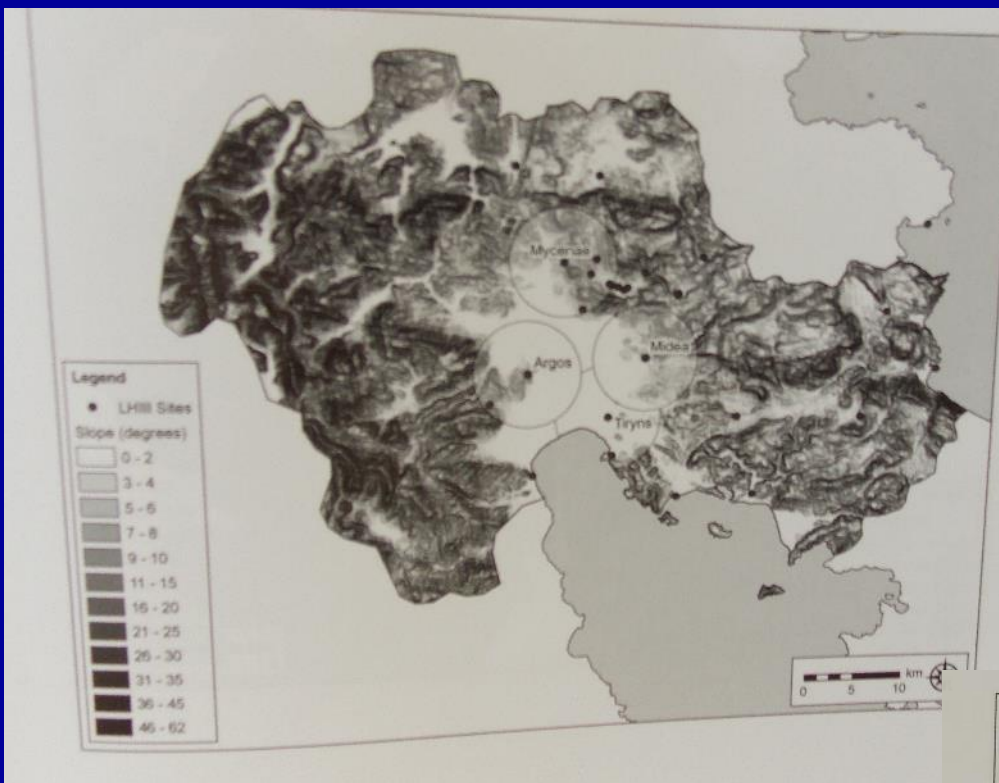 Mycenae
Midea
Argos
Tiryns
Legend
LHIII Sites
Slope (degrees)
0 - 2
3 - 4
5 - 6
7 - 8
9 - 10
11 - 15
16 - 20
21 - 25
26 - 30
31 - 35
36 - 45
46 - 62
km
0 5 10